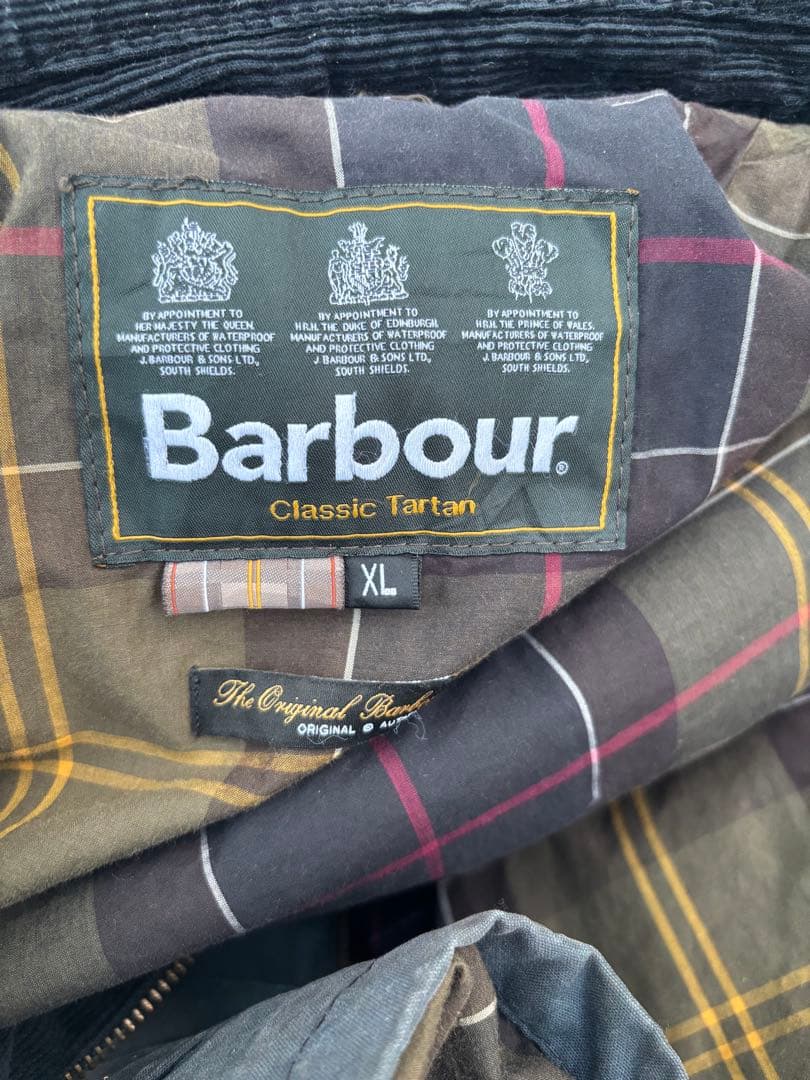 BY APPOINTMENT TO
HER MAJESTY THE QUEEN.
MANUFACTURERS OF WATERPROOF
AND PROTECTIVE CLOTHING
J. BARBOUR & SONS LTD.,
SOUTH SHIELDS.
BY APPOINTMENT TO
H.R.H. THE DUKE OF EDINBURGH.
MANUFACTURERS OF WATERPROOF
AND PROTECTIVE CLOTHING
J. BARBOUR & SONS LTD.,
SOUTH SHIELDS.
BY APPOINTMENT TO
H.R.H. THE PRINCE OF WALES.
MANUFACTURERS OF WATERPROOF
AND PROTECTIVE CLOTHING
J. BARBOUR & SONS LTD.,
SOUTH SHIELDS.
Barbour®
Classic Tartan
XL
The Original
ORIGINAL